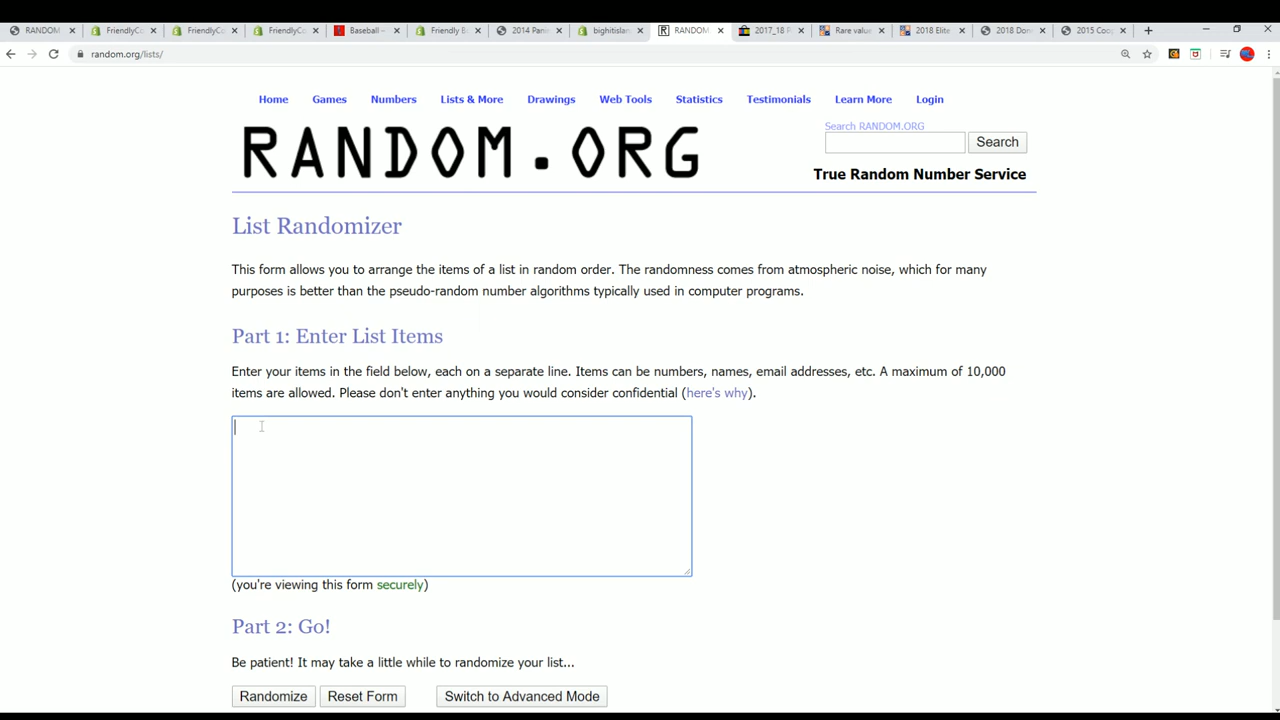 RANDOM
FriendlyCo
FriendlyCo
FriendlyCo
Baseball –
Friendly B
2014 Panin
bighitislan
RANDOM
2017_18 P
Rare value
2018 Elite
2018 Don
2015 Coop
random.org/lists/
Home Games Numbers Lists & More Drawings Web Tools Statistics Testimonials Learn More Login
RANDOM.ORG
Search RANDOM.ORG
Search
True Random Number Service
List Randomizer
This form allows you to arrange the items of a list in random order. The randomness comes from atmospheric noise, which for many
purposes is better than the pseudo-random number algorithms typically used in computer programs.
Part 1: Enter List Items
Enter your items in the field below, each on a separate line. Items can be numbers, names, email addresses, etc. A maximum of 10,000
items are allowed. Please don't enter anything you would consider confidential (here's why).
(you're viewing this form securely)
Part 2: Go!
Be patient! It may take a little while to randomize your list...
Randomize Reset Form Switch to Advanced Mode